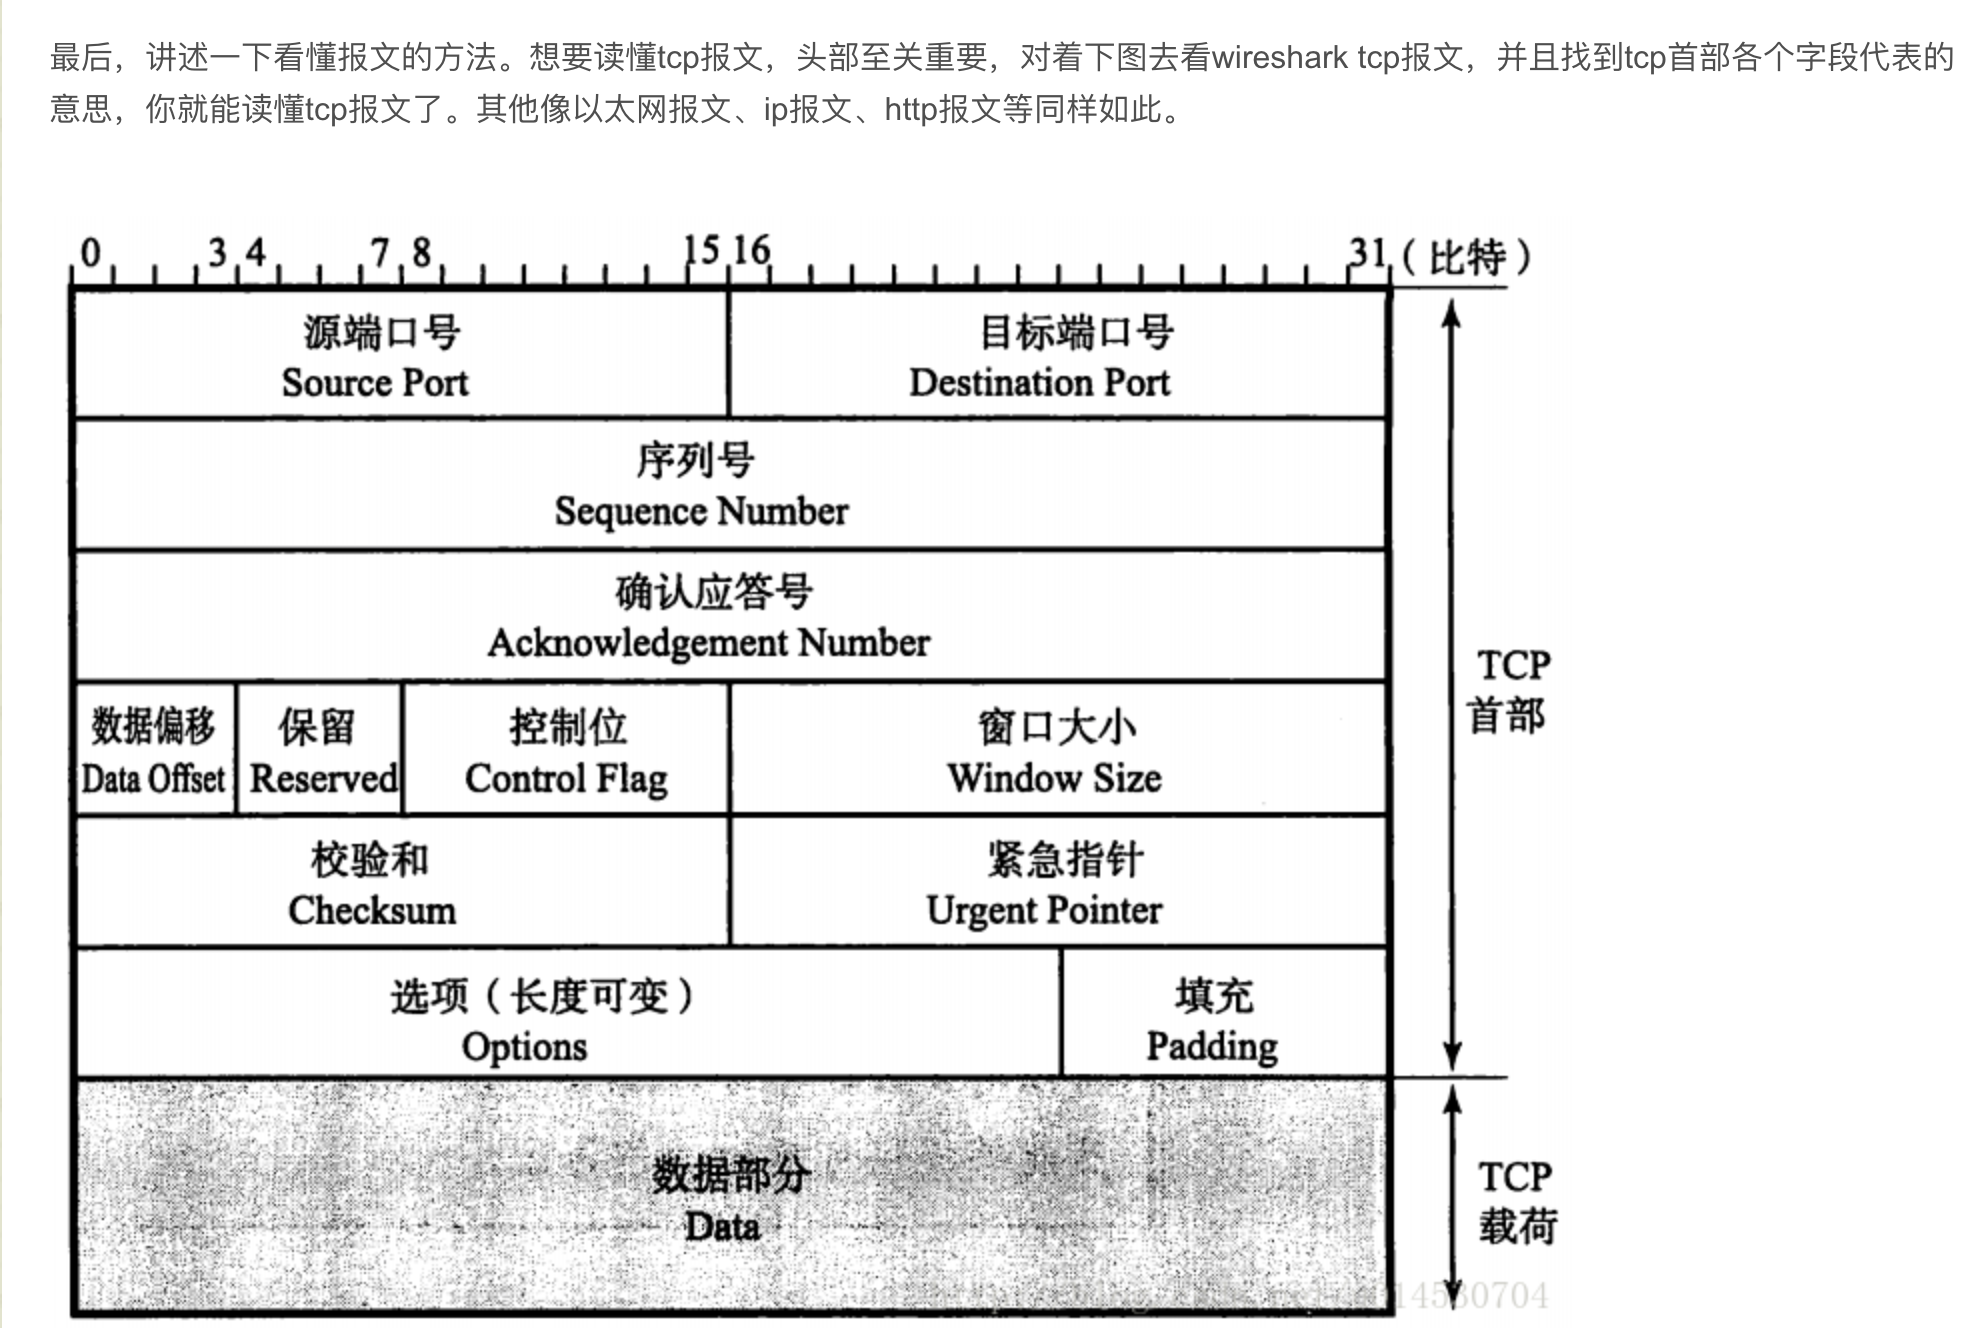 最后，讲述一下看懂报文的方法。想要读懂tcp报文，头部至关重要，对着下图去看wireshark tcp报文，并且找到tcp首部各个字段代表的
意思，你就能读懂tcp报文了。其他像以太网报文、ip报文、http报文等同样如此。
0 3 4 7 8 15 16 31（比特）
源端口号 目标端口号
Source Port Destination Port
序列号
Sequence Number
确认应答号
Acknowledgement Number
TCP
首部
数据偏移 保留 控制位 窗口大小
Data Offset Reserved Control Flag Window Size
校验和 紧急指针
Checksum Urgent Pointer
选项（长度可变） 填充
Options Padding
数据部分
Data
TCP
载荷
14580704